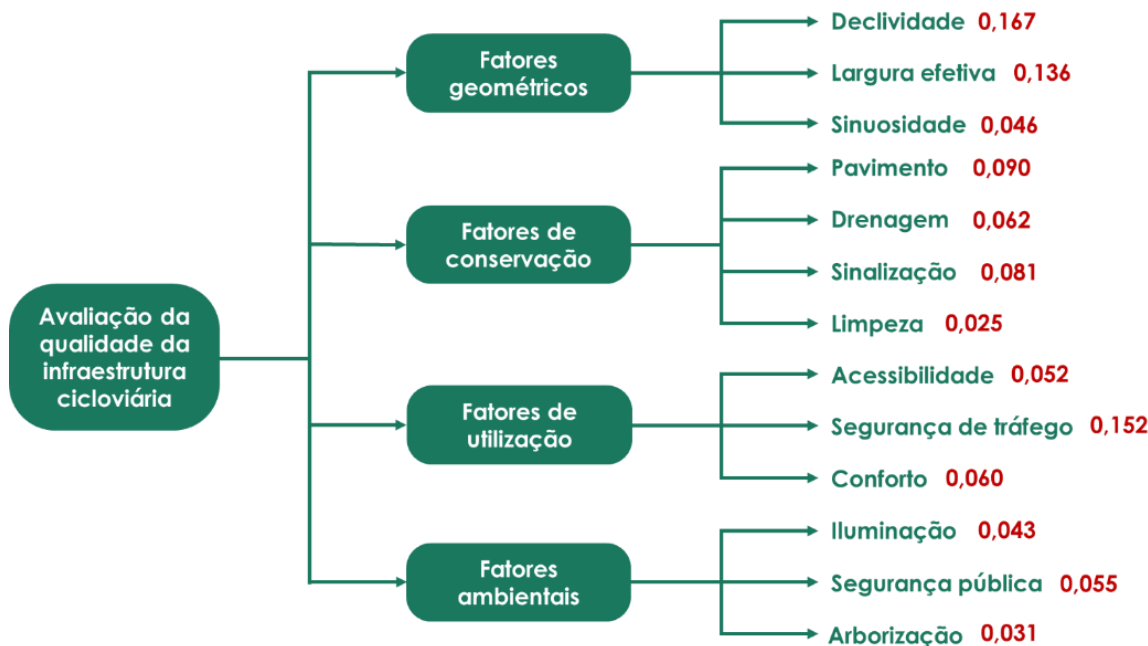 Avaliação da
qualidade da
infraestrutura
cicloviária
Fatores
geométricos
Declividade 0,167
Largura efetiva 0,136
Sinuosidade 0,046
Fatores de
conservação
Pavimento 0,090
Drenagem 0,062
Sinalização 0,081
Limpeza 0,025
Fatores de
utilização
Acessibilidade 0,052
Segurança de tráfego 0,152
Conforto 0,060
Fatores
ambientais
Iluminação 0,043
Segurança pública 0,055
Arborização 0,031